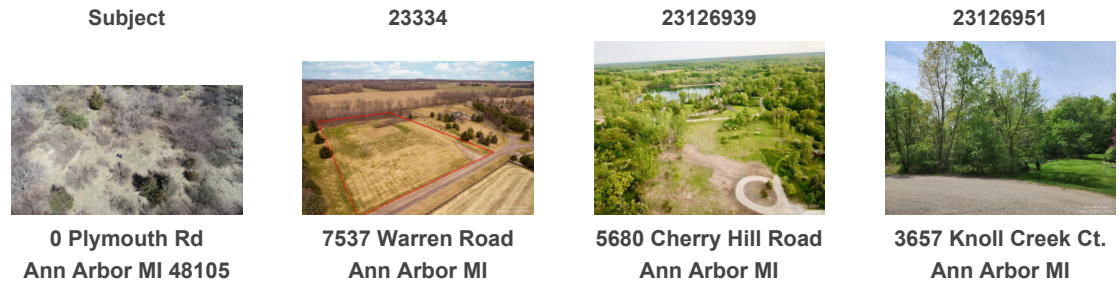 Subject
23334
23126939
23126951
0 Plymouth Rd
Ann Arbor MI 48105
7537 Warren Road
Ann Arbor MI
5680 Cherry Hill Road
Ann Arbor MI
3657 Knoll Creek Ct.
Ann Arbor MI